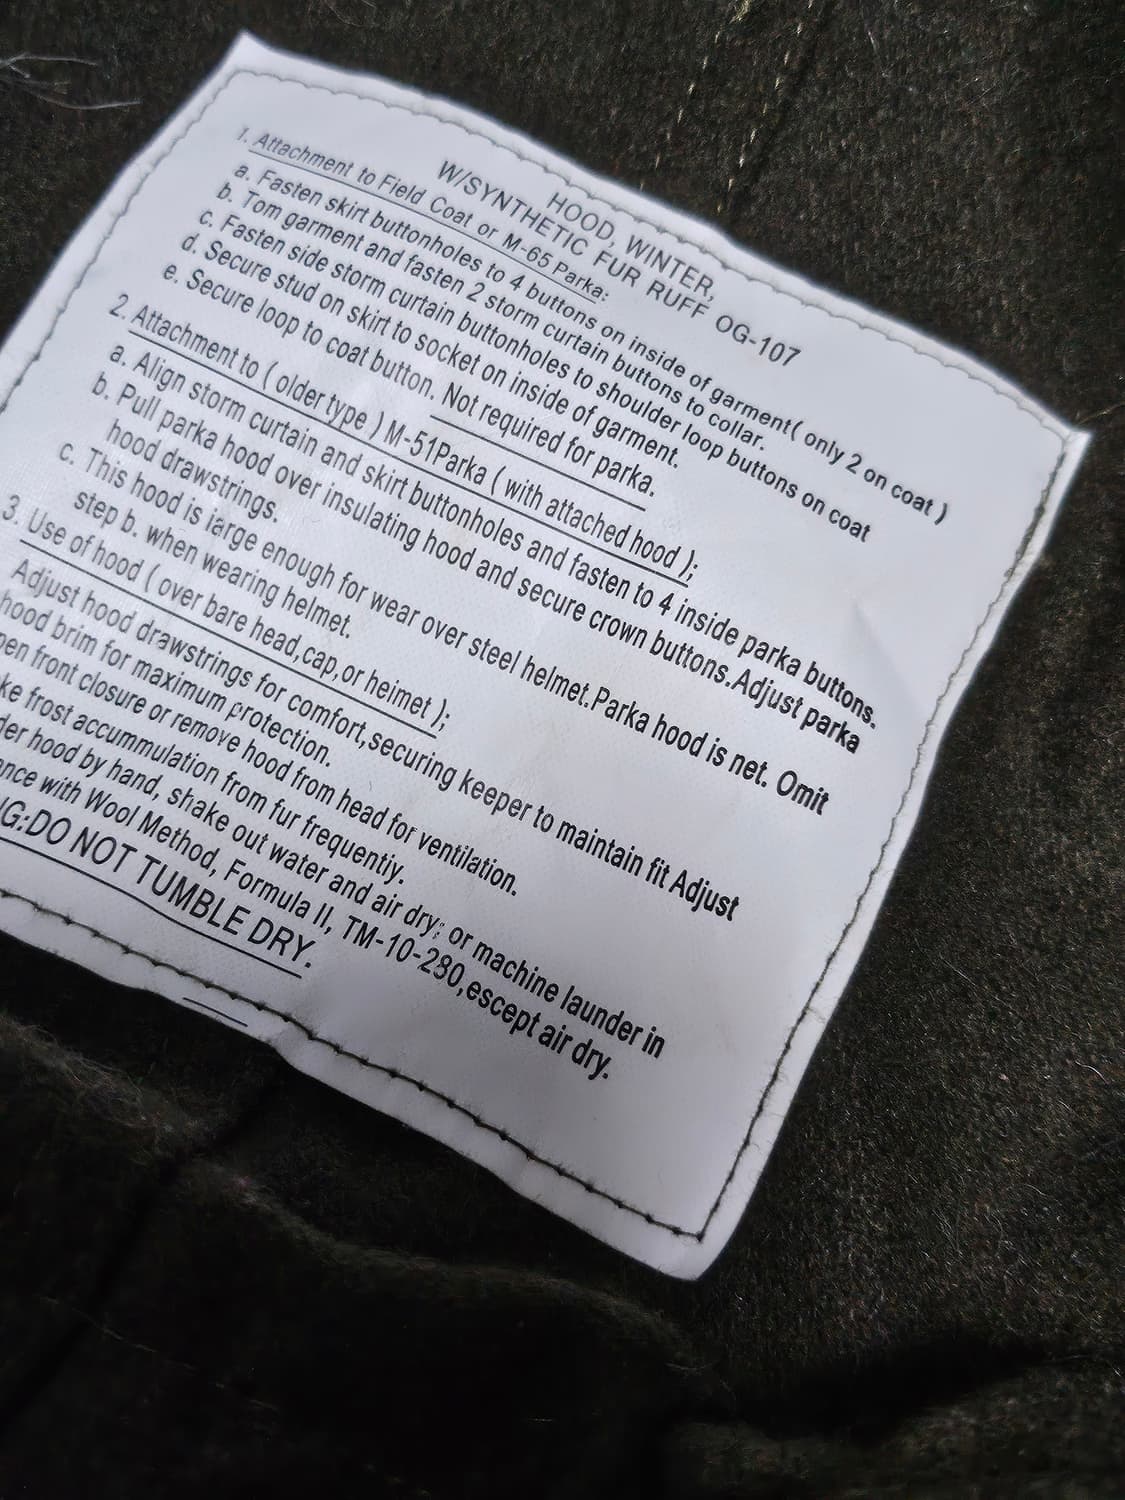 HOOD, WINTER,
W/SYNTHETIC FUR RUFF OG-107
1. Attachment to Field Coat or M-65 Parka:
a. Fasten skirt buttonholes to 4 buttons on inside of garment( only 2 on coat )
b. Tom garment and fasten 2 storm curtain buttons to collar.
c. Fasten side storm curtain buttonholes to shoulder loop buttons on coat
d. Secure stud on skirt to socket on inside of garment.
e. Secure loop to coat button. Not required for parka.
2. Attachment to ( older type ) M-51Parka ( with attached hood );
a. Align storm curtain and skirt buttonholes and fasten to 4 inside parka buttons.
b. Pull parka hood over insulating hood and secure crown buttons.Adjust parka
hood drawstrings.
c. This hood is iarge enough for wear over steel helmet.Parka hood is net. Omit
step b. when wearing helmet.
3. Use of hood ( over bare head,cap,or heimet );
Adjust hood drawstrings for comfort,securing keeper to maintain fit Adjust
hood brim for maximum protection.
pen front closure or remove hood from head for ventilation.
ke frost accummulation from fur frequentiy.
der hood by hand, shake out water and air dry; or machine launder in
nce with Wool Method, Formula II, TM-10-280,escept air dry.
G:DO NOT TUMBLE DRY.